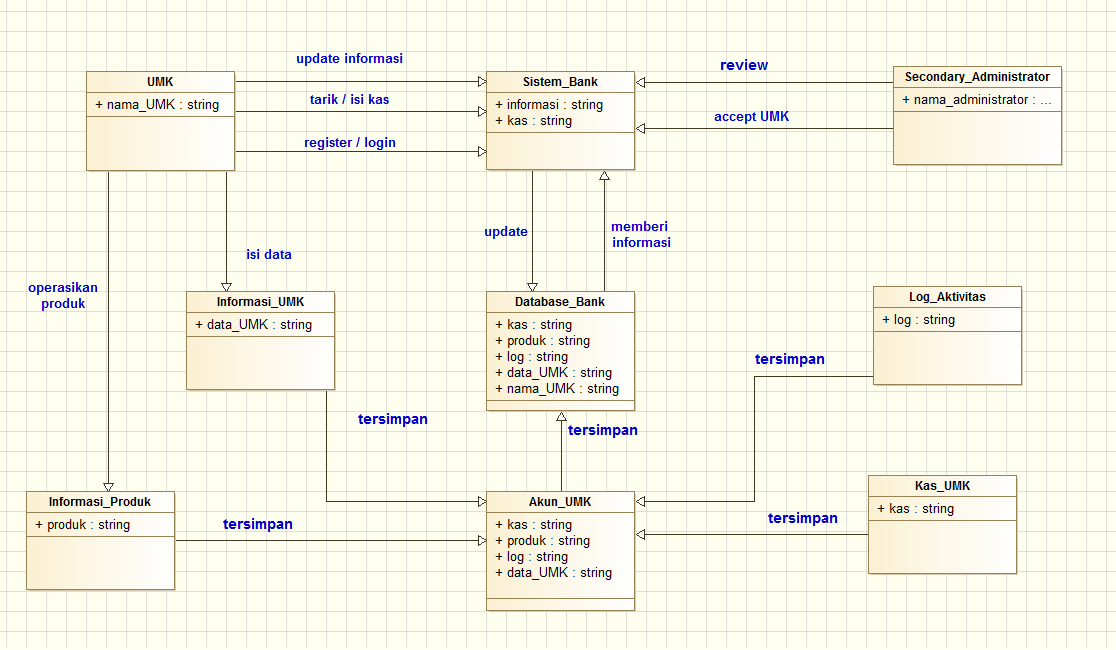 update informasi
UMK
+ nama_UMK : string
tarik / isi kas
register / login
Sistem_Bank
+ informasi : string
+ kas : string
review
accept UMK
Secondary_Administrator
+ nama_administrator : ...
operasikan
produk
isi data
update
memberi
informasi
Informasi_UMK
+ data_UMK : string
Database_Bank
+ kas : string
+ produk : string
+ log : string
+ data_UMK : string
+ nama_UMK : string
Log_Aktivitas
+ log : string
tersimpan
tersimpan
tersimpan
Informasi_Produk
+ produk : string
tersimpan
Akun_UMK
+ kas : string
+ produk : string
+ log : string
+ data_UMK : string
tersimpan
Kas_UMK
+ kas : string